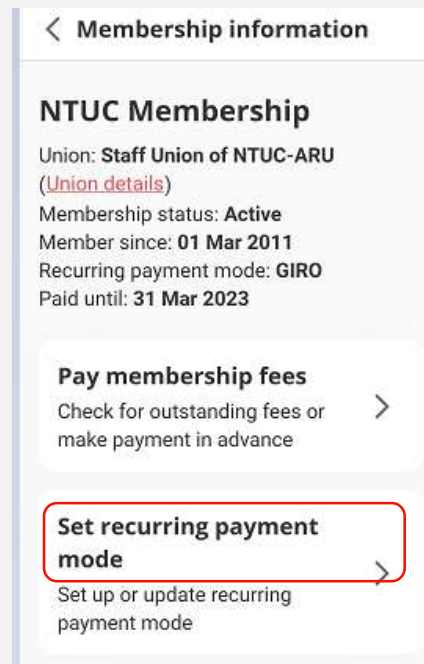 Membership information
NTUC Membership
Union: Staff Union of NTUC-ARU
(Union details)
Membership status: Active
Member since: 01 Mar 2011
Recurring payment mode: GIRO
Paid until: 31 Mar 2023
Pay membership fees
Check for outstanding fees or
make payment in advance
Set recurring payment
mode
Set up or update recurring
payment mode